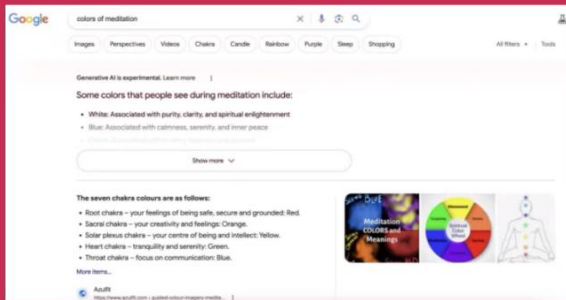 Google
colors of meditation
Images
Perspectives
Videos
Chakra
Candle
Rainbow
Purple
Sleep
Shopping
All filters
Tools
Generative AI is experimental. Learn more
Some colors that people see during meditation include:
• White: Associated with purity, clarity, and spiritual enlightenment
• Blue: Associated with calmness, serenity, and inner peace
Show more
The seven chakra colours are as follows:
• Root chakra – your feelings of being safe, secure and grounded: Red.
• Sacral chakra – your creativity and feelings: Orange.
• Solar plexus chakra – your centre of being and intellect: Yellow.
• Heart chakra – tranquility and serenity: Green.
• Throat chakra – focus on communication: Blue.
More items...
Meditation
COLORS and
Meanings
Spiritual
Color
Wheel
Azulfit